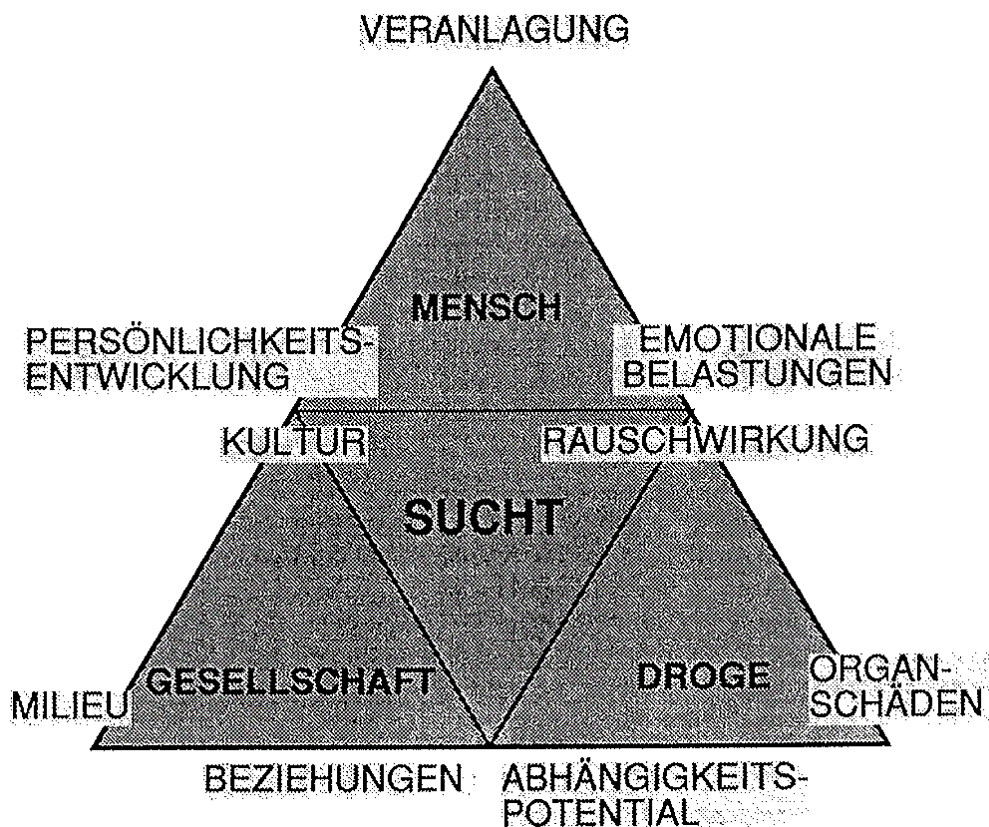 VERANLAGUNG
MENSCH
PERSÖNLICHKEITS-
ENTWICKLUNG
EMOTIONALE
BELASTUNGEN
KULTUR
RAUSCHWIRKUNG
SUCHT
GESELLSCHAFT
DROGE
MILIEU
ORGAN-
SCHÄDEN
BEZIEHUNGEN
ABHÄNGIGKEITS-
POTENTIAL